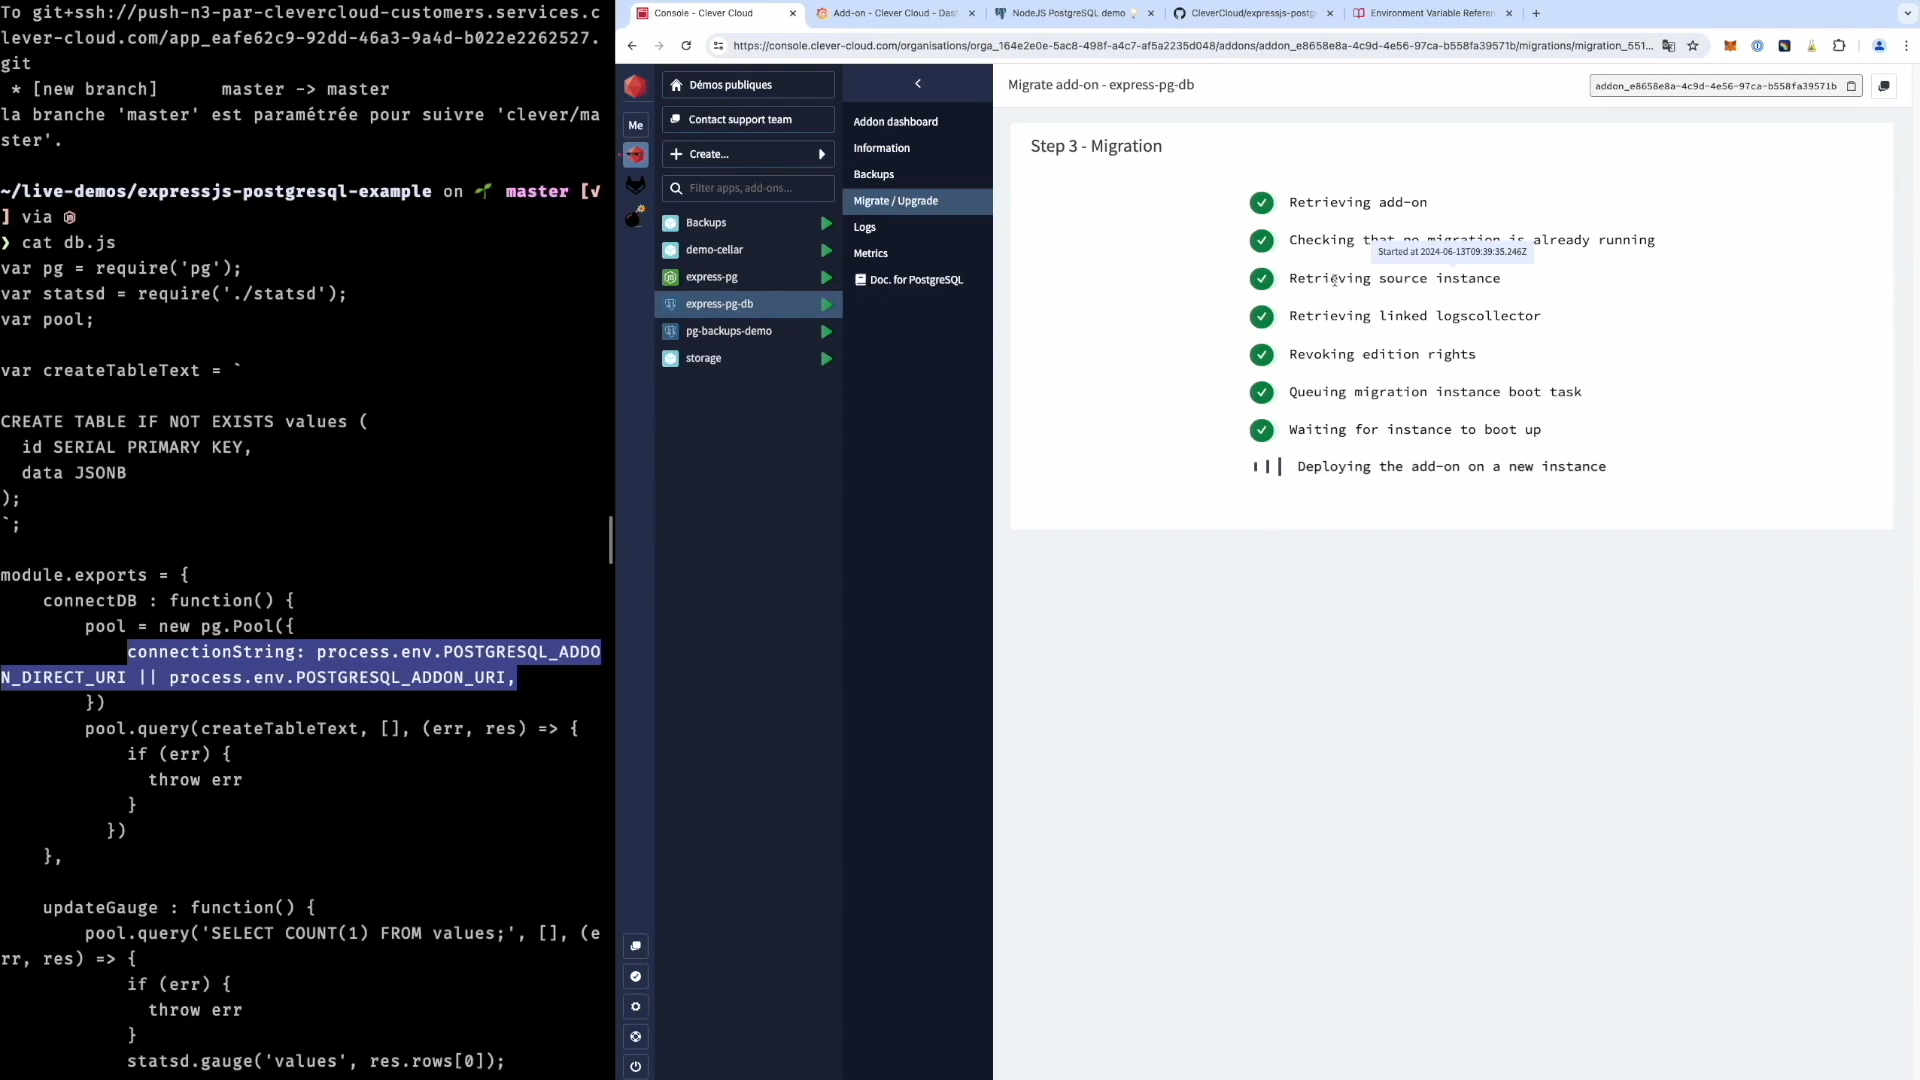 To git+ssh://push-n3-par-clevercloud-customers.services.c
lever-cloud.com/app_eafe62c9-92dd-46a3-9a4d-b022e2262527.
git
 * [new branch]      master -> master
la branche 'master' est paramétrée pour suivre 'clever/ma
ster'.
~/live-demos/expressjs-postgresql-example on master [√
] via
❯ cat db.js
var pg = require('pg');
var statsd = require('./statsd');
var pool;
var createTableText = `
CREATE TABLE IF NOT EXISTS values (
  id SERIAL PRIMARY KEY,
  data JSONB
);
`;
module.exports = {
    connectDB : function() {
        pool = new pg.Pool({
            connectionString: process.env.POSTGRESQL_ADDO
N_DIRECT_URI || process.env.POSTGRESQL_ADDON_URI,
        })
        pool.query(createTableText, [], (err, res) => {
            if (err) {
              throw err
            }
          })
    },
    updateGauge : function() {
        pool.query('SELECT COUNT(1) FROM values;', [], (e
rr, res) => {
            if (err) {
              throw err
            }
            statsd.gauge('values', res.rows[0]);
Console - Clever Cloud
Add-on - Clever Cloud - Das
NodeJS PostgreSQL demo
CleverCloud/expressjs-postg
Environment Variable Referen
https://console.clever-cloud.com/organisations/orga_164e2e0e-5ac8-498f-a4c7-af5a2235d048/addons/addon_e8658e8a-4c9d-4e56-97ca-b558fa39571b/migrations/migration_551...
Me
Démos publiques
Contact support team
Create...
Filter apps, add-ons...
Backups
demo-cellar
express-pg
express-pg-db
pg-backups-demo
storage
Addon dashboard
Information
Backups
Migrate / Upgrade
Logs
Metrics
Doc. for PostgreSQL
Migrate add-on - express-pg-db
addon_e8658e8a-4c9d-4e56-97ca-b558fa39571b
Step 3 - Migration
Retrieving add-on
Checking that no migration is already running
Started at 2024-06-13T09:39:35.246Z
Retrieving source instance
Retrieving linked logscollector
Revoking edition rights
Queuing migration instance boot task
Waiting for instance to boot up
Deploying the add-on on a new instance